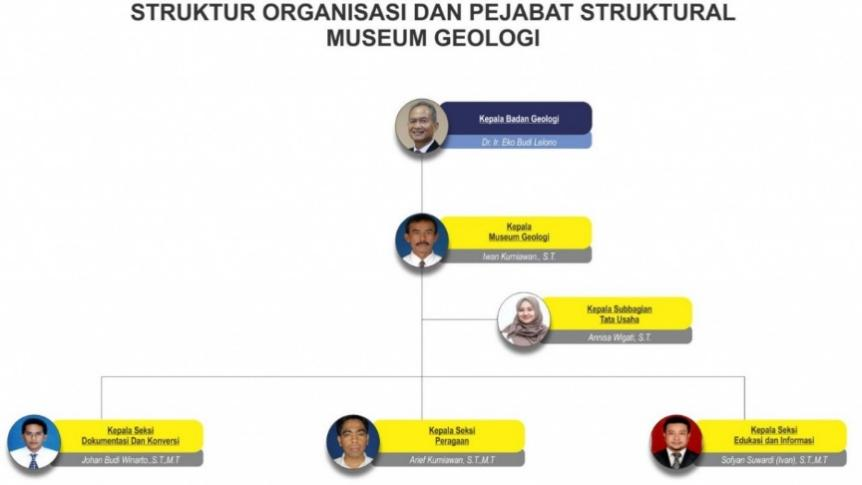 STRUKTUR ORGANISASI DAN PEJABAT STRUKTURAL
MUSEUM GEOLOGI
Kepala Badan Geologi
Dr. Ir. Eko Budi Lelono
Kepala
Museum Geologi
Iwan Kurniawan., S.T.
Kepala Subbagian
Tata Usaha
Annisa Wigati, S.T.
Kepala Seksi
Dokumentasi Dan Konversi
Johan Budi Winarto.,S.T.,M.T
Kepala Seksi
Peragaan
Arief Kurniawan, S.T.,M.T
Kepala Seksi
Edukasi dan Informasi
Sofyan Suwardi (Ivan), S.T.,M.T